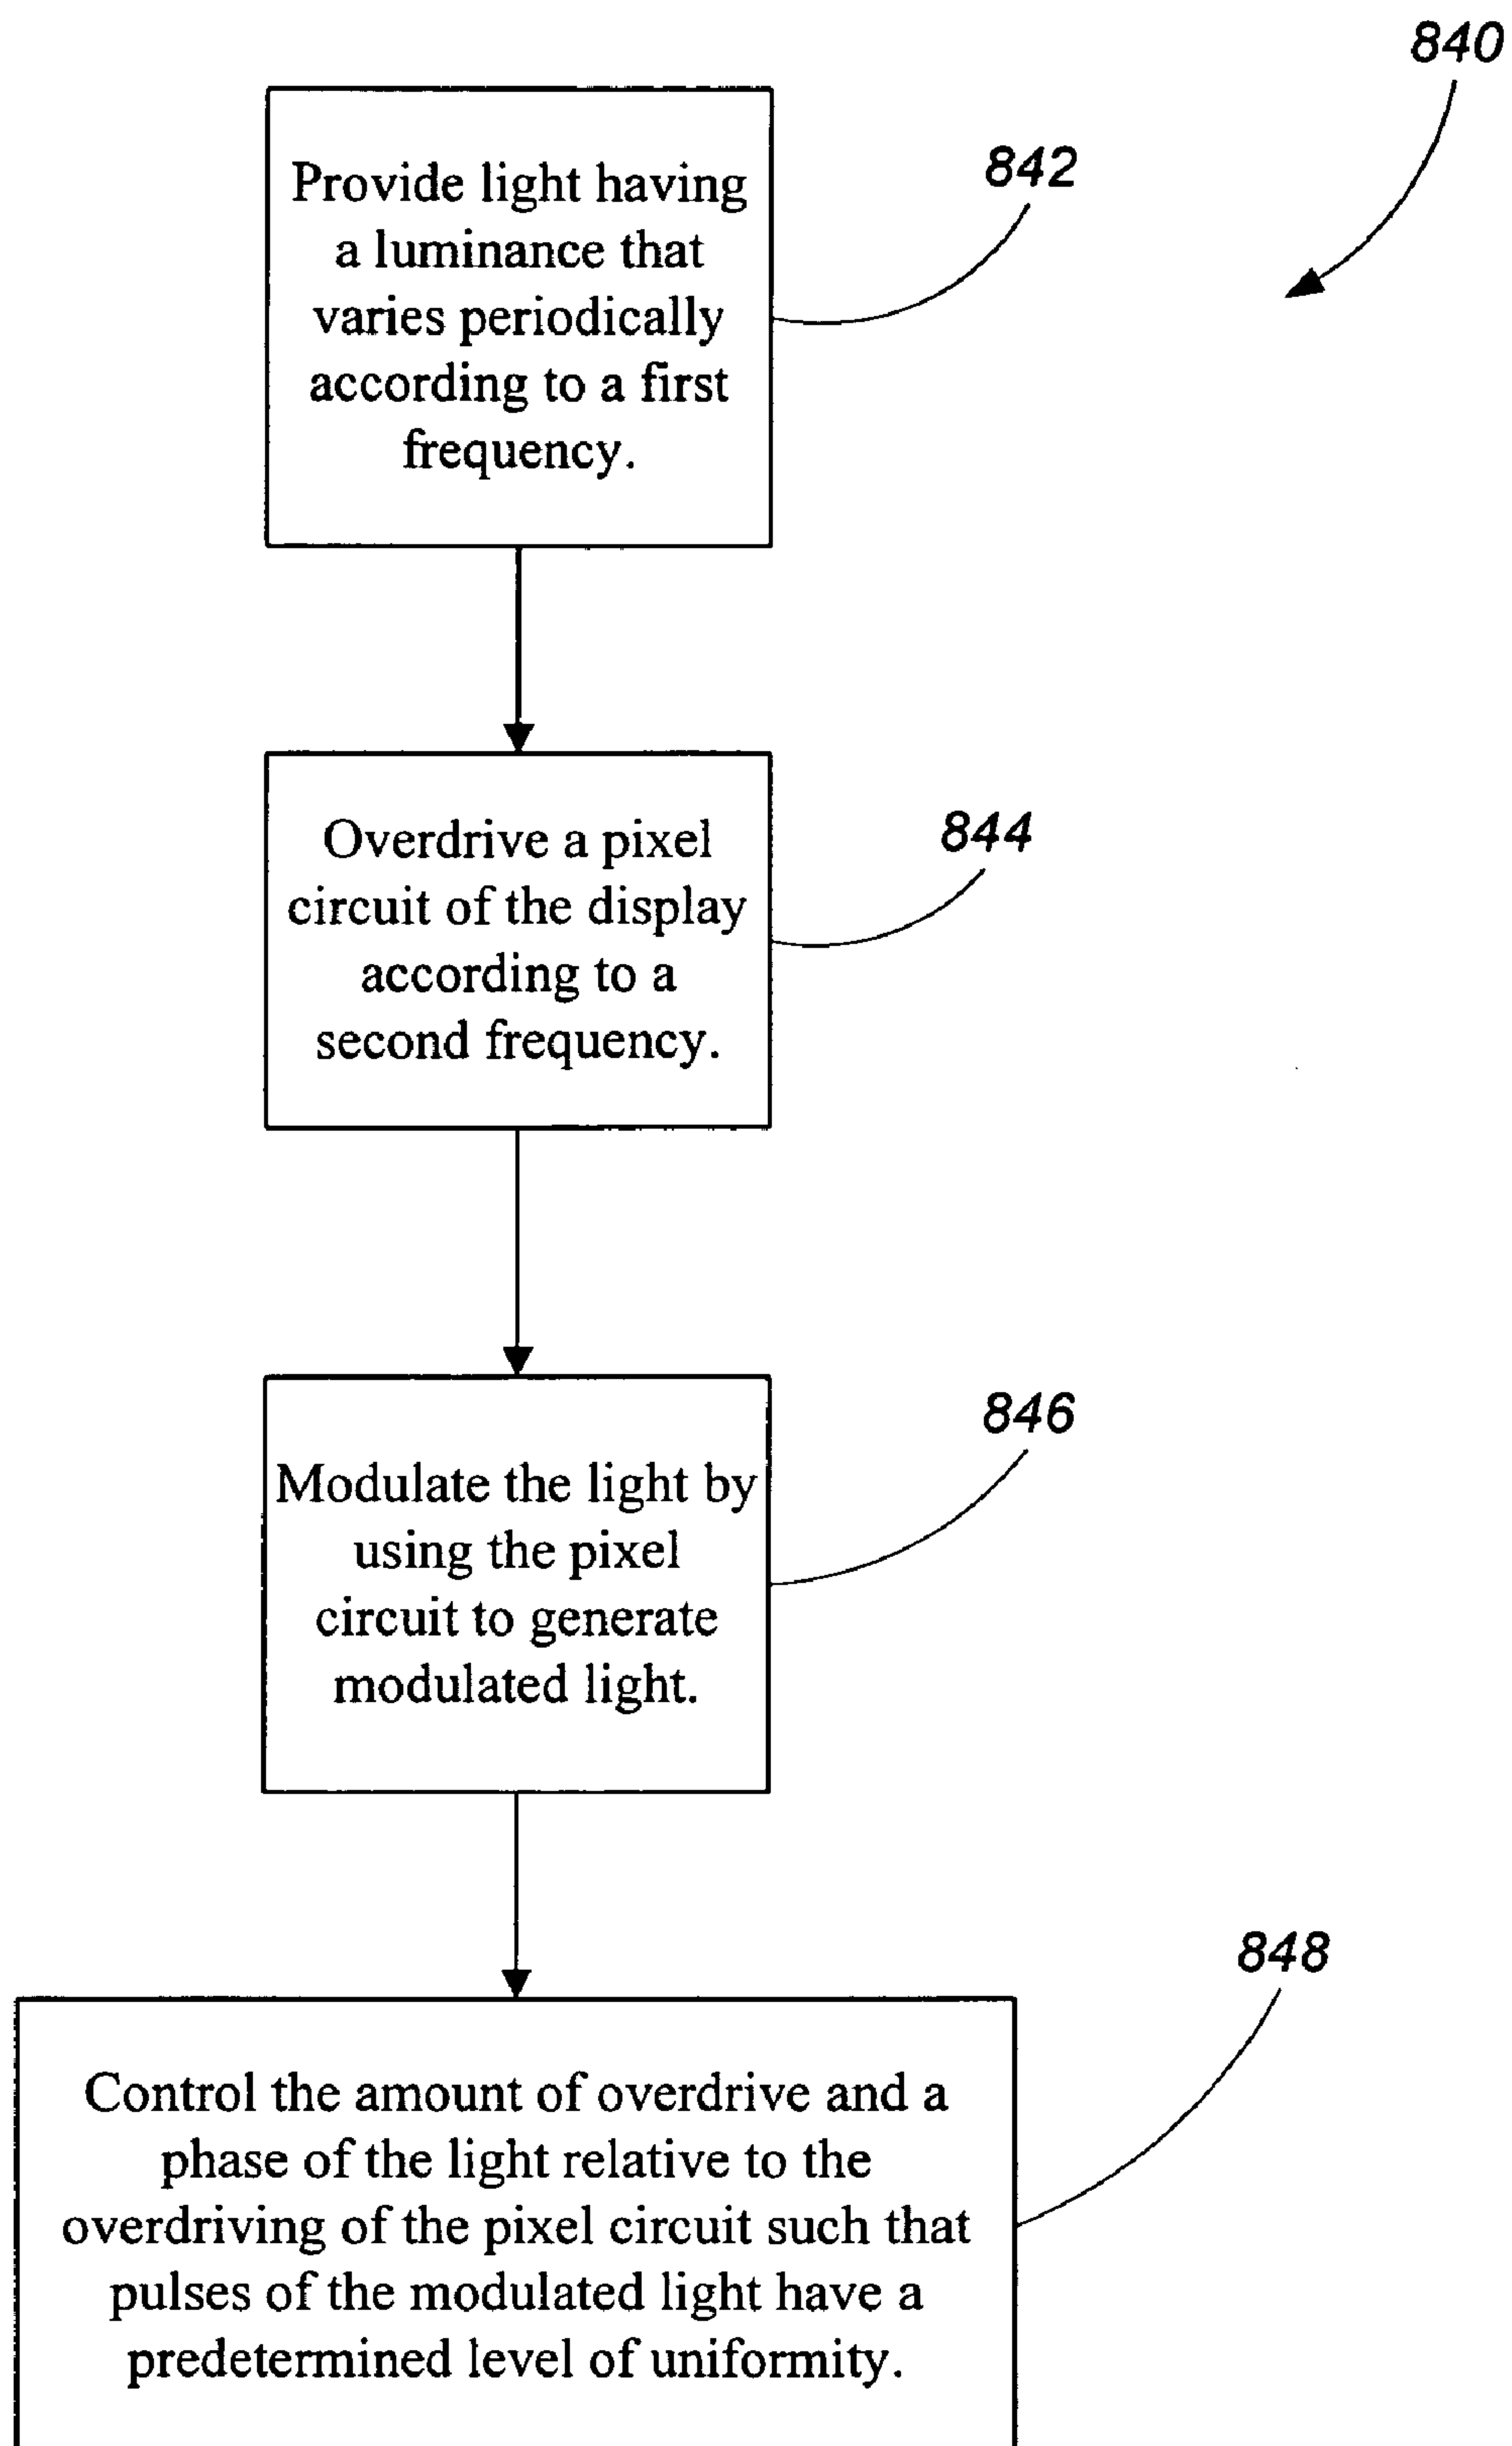 840
842
Provide light having
a luminance that
varies periodically
according to a first
frequency.
844
Overdrive a pixel
circuit of the display
according to a
second frequency.
846
Modulate the light by
using the pixel
circuit to generate
modulated light.
848
Control the amount of overdrive and a
phase of the light relative to the
overdriving of the pixel circuit such that
pulses of the modulated light have a
predetermined level of uniformity.